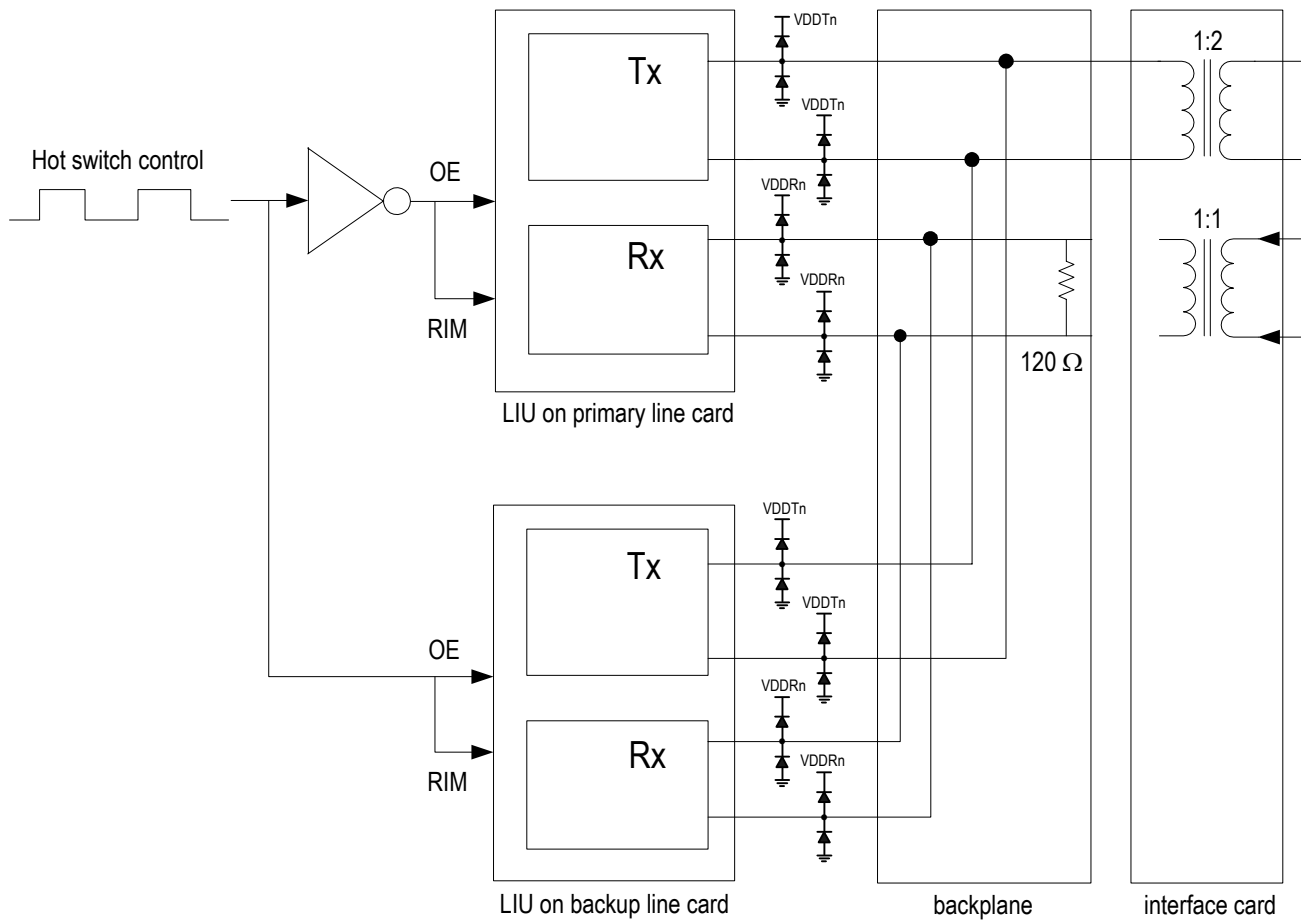 VDDTn
1:2
Tx
VDDTn
Hot switch control
OE
VDDRn
1:1
Rx
VDDRn
RIM
120 Ω
LIU on primary line card
VDDTn
Tx
VDDTn
OE
VDDRn
Rx
VDDRn
RIM
LIU on backup line card
backplane
interface card